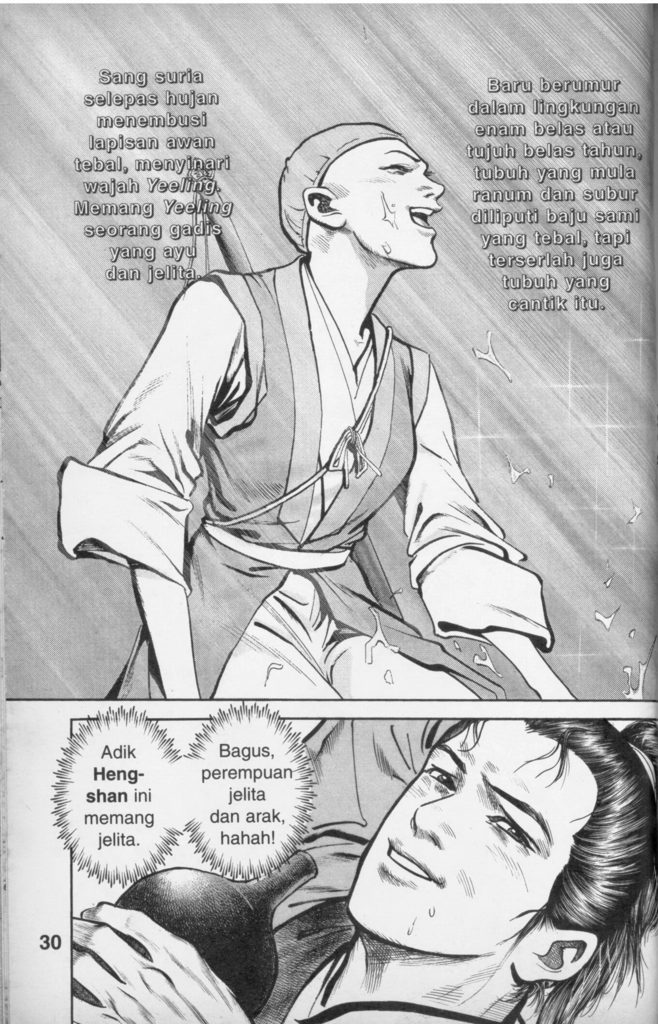 Sang suria
selepas hujan
menembusi
lapisan awan
tebal, menyinari
wajah Yeeling.
Memang Yeeling
seorang gadis
yang ayu
dan jelita.
Baru berumur
dalam lingkungan
enam belas atau
tujuh belas tahun,
tubuh yang mula
ranum dan subur
diliputi baju sami
yang tebal, tapi
terserlah juga
tubuh yang
cantik itu.
Adik
Heng-
shan ini
memang
jelita.
Bagus,
perempuan
jelita
dan arak,
hahah!
30